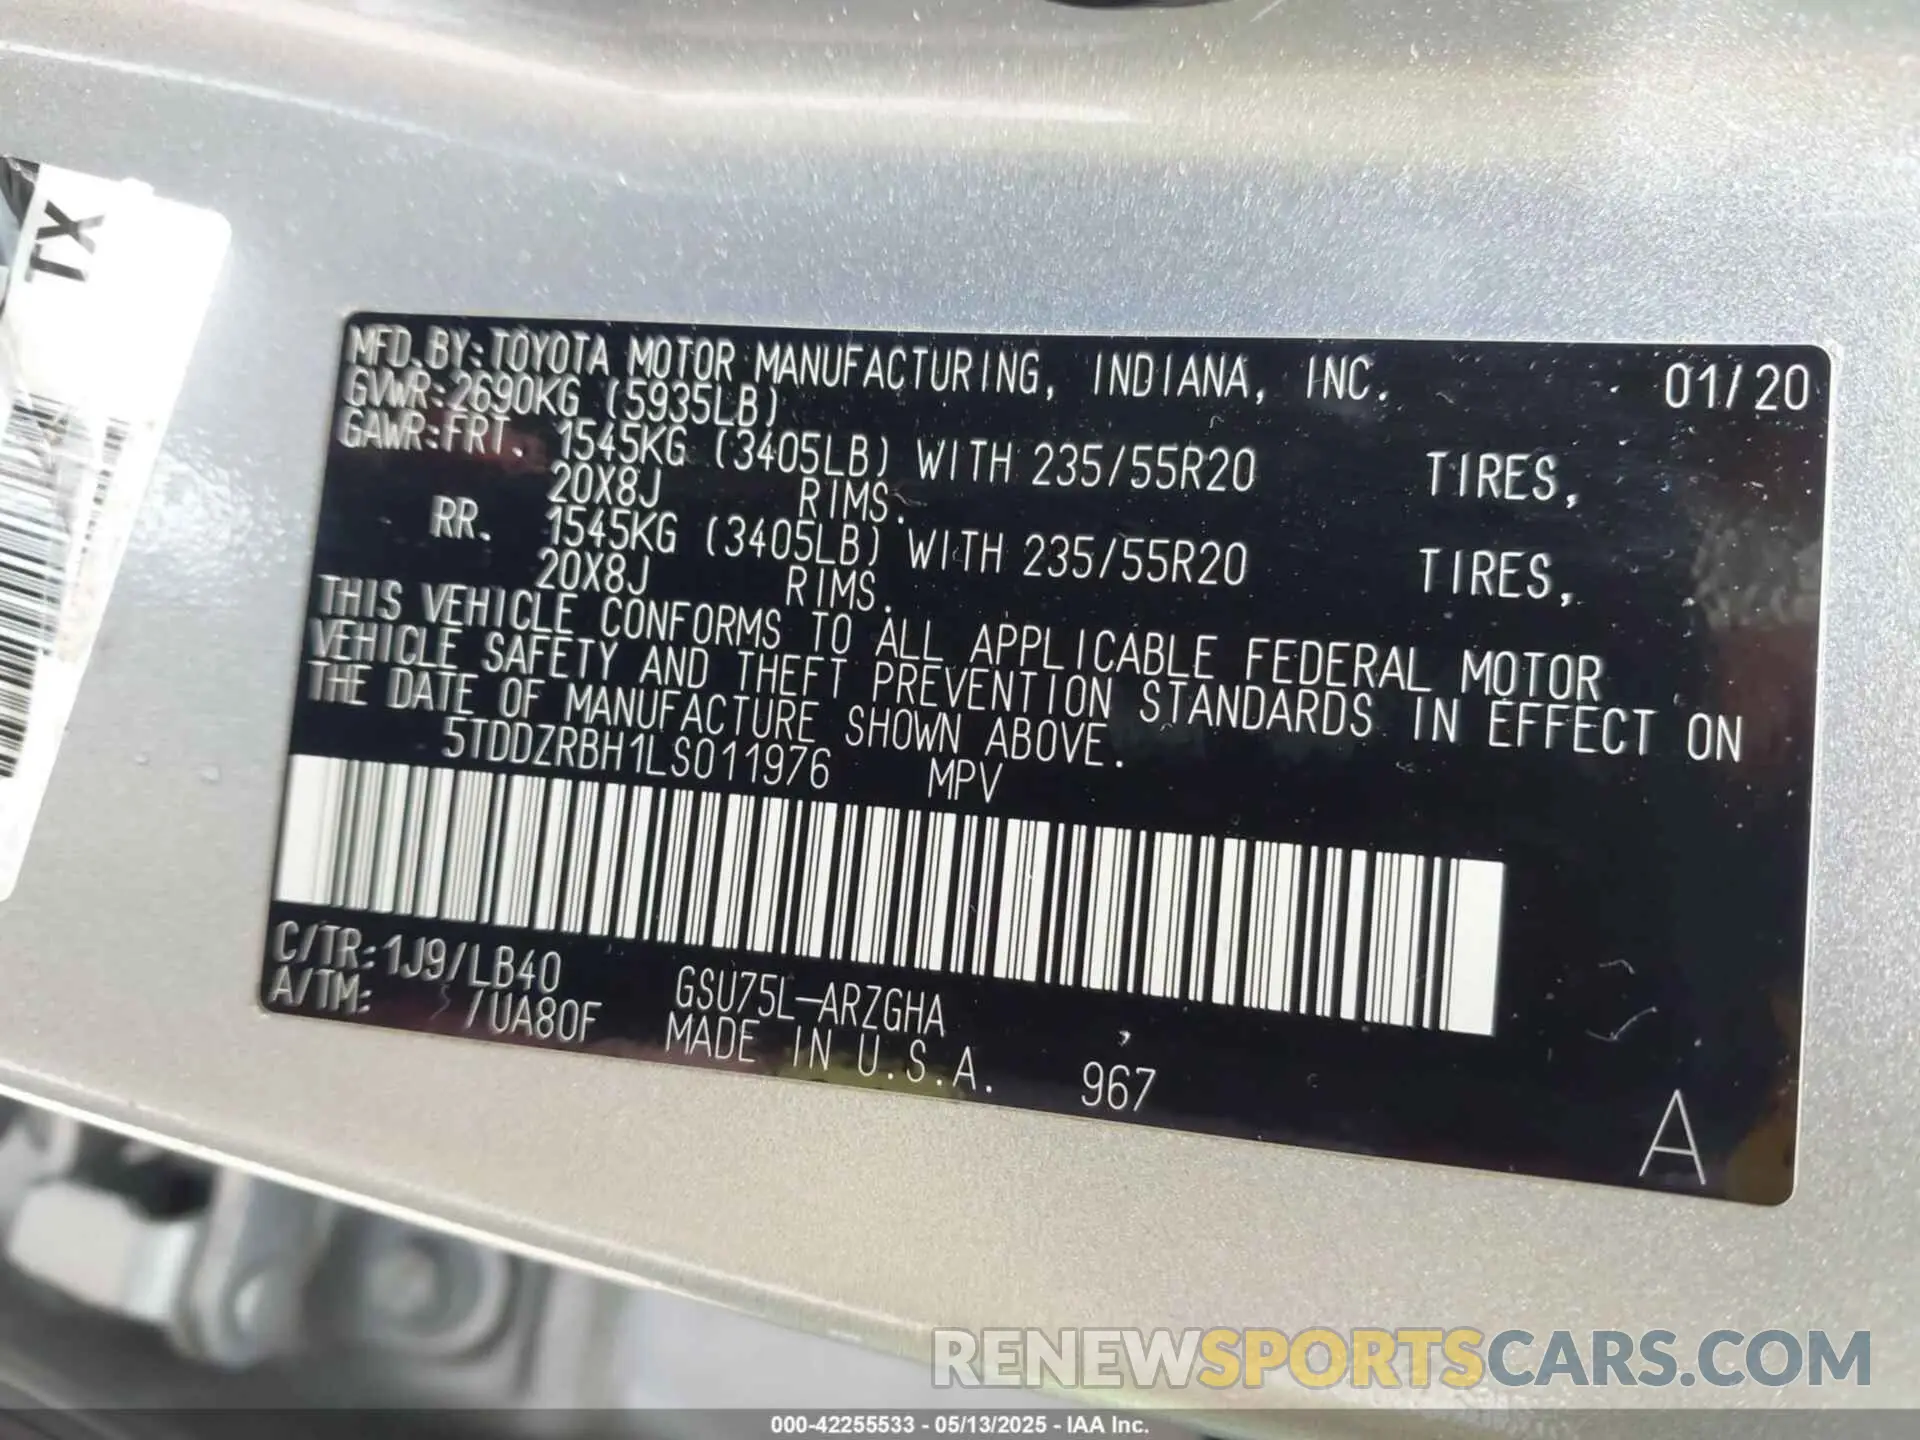 TX
MFD.BY:TOYOTA MOTOR MANUFACTURING, INDIANA, INC. 01/20
GVWR:2690KG (5935LB)
GAWR:FRT. 1545KG (3405LB) WITH 235/55R20 TIRES,
20X8J RIMS.
RR. 1545KG (3405LB) WITH 235/55R20 TIRES,
20X8J RIMS.
THIS VEHICLE CONFORMS TO ALL APPLICABLE FEDERAL MOTOR
VEHICLE SAFETY AND THEFT PREVENTION STANDARDS IN EFFECT ON
THE DATE OF MANUFACTURE SHOWN ABOVE.
5TDDZRBH1LS011976 MPV
C/TR:1J9/LB40 GSU75L-ARZGHA
A/TM: /UA80F MADE IN U.S.A. , 967
A
RENEWSPORTSCARS.COM
000-42255533 - 05/13/2025 - IAA Inc.